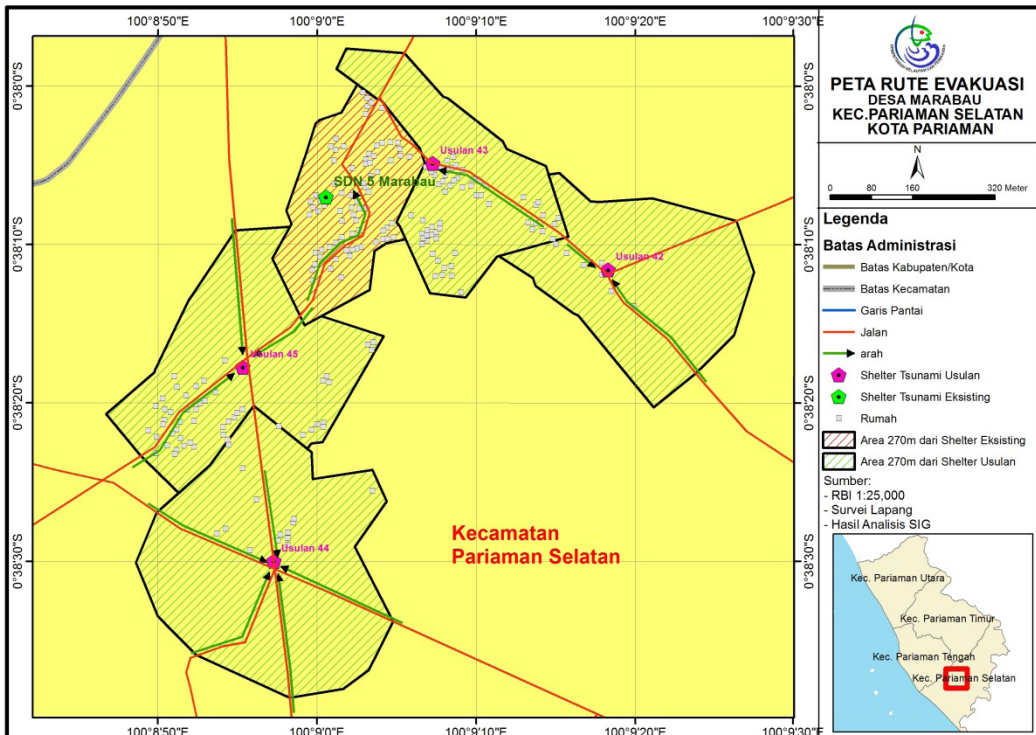 100°8'50"E 100°9'0"E 100°9'10"E 100°9'20"E 100°9'30"E
0°38'0"S 0°38'0"S
Usulan 43
SDN 5 Marabau
0°38'10"S 0°38'10"S
Usulan 42
Usulan 45
0°38'20"S 0°38'20"S
Kecamatan
Pariaman Selatan
Usulan 44
0°38'30"S 0°38'30"S
100°8'50"E 100°9'0"E 100°9'10"E 100°9'20"E 100°9'30"E
PETA RUTE EVAKUASI
DESA MARABAU
KEC.PARIAMAN SELATAN
KOTA PARIAMAN
N
0 80 160 320 Meter
Legenda
Batas Administrasi
Batas Kabupaten/Kota
Batas Kecamatan
Garis Pantai
Jalan
arah
Shelter Tsunami Usulan
Shelter Tsunami Eksisting
Rumah
Area 270m dari Shelter Eksisting
Area 270m dari Shelter Usulan
Sumber:
- RBI 1:25,000
- Survei Lapang
- Hasil Analisis SIG
Kec. Pariaman Utara
Kec. Pariaman Timur
Kec. Pariaman Tengah
Kec. Pariaman Selatan